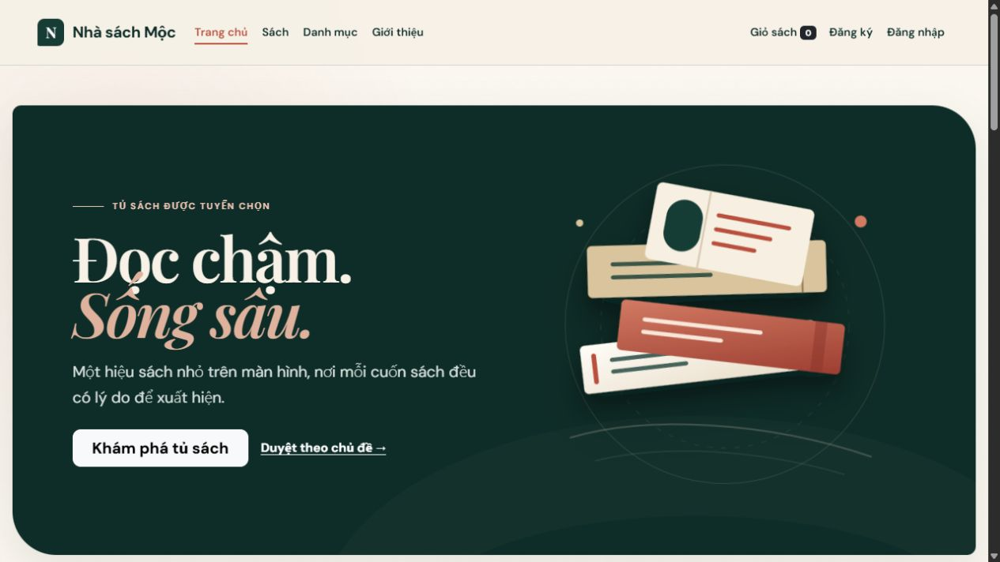 N
Nhà sách Mộc
Trang chủ
Sách
Danh mục
Giới thiệu
Giỏ sách 0
Đăng ký
Đăng nhập
TỦ SÁCH ĐƯỢC TUYỂN CHỌN
Đọc chậm.
Sống sâu.
Một hiệu sách nhỏ trên màn hình, nơi mỗi cuốn sách đều
có lý do để xuất hiện.
Khám phá tủ sách
Duyệt theo chủ đề →